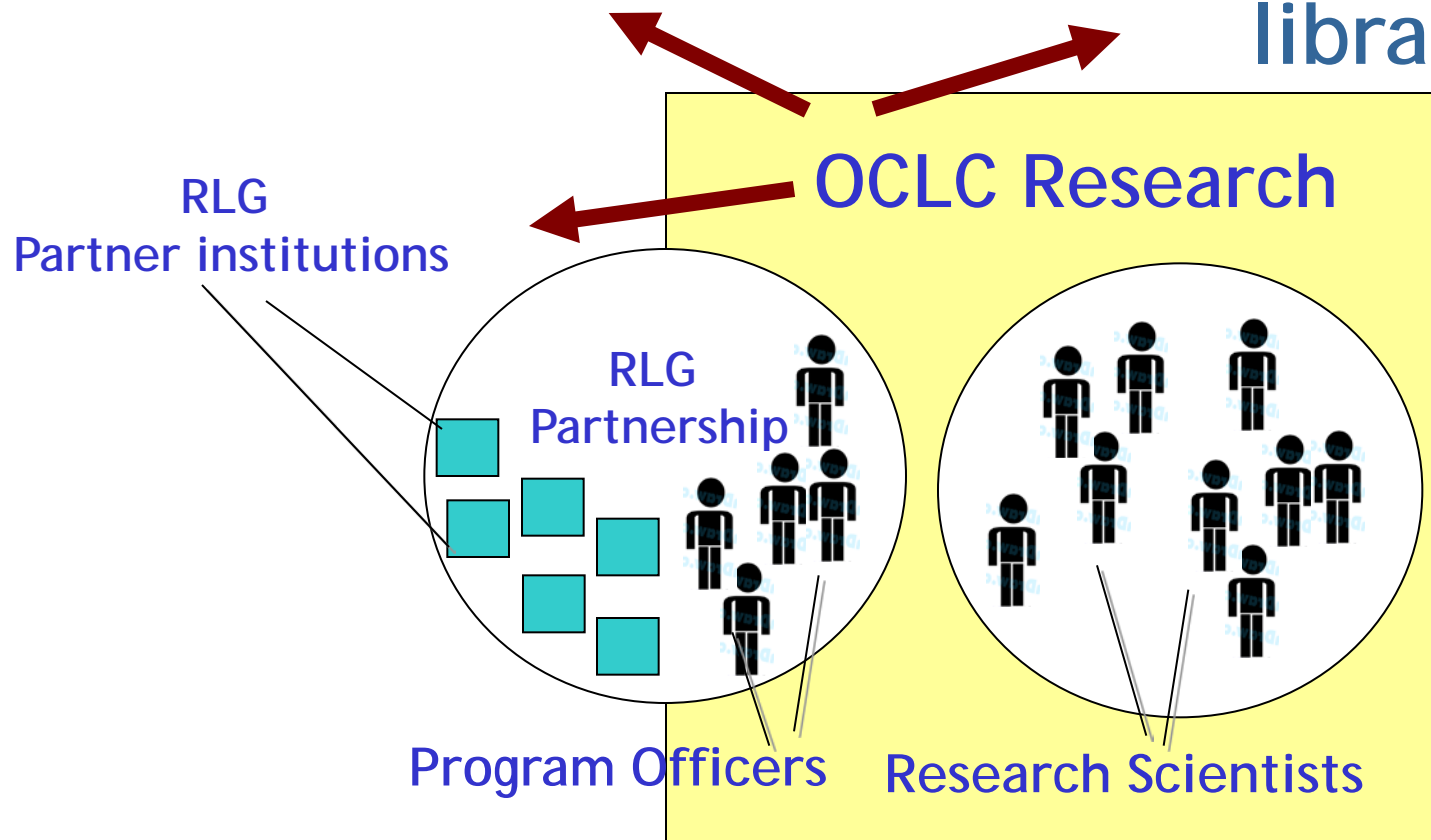 libra
OCLC Research
RLG
Partner institutions
RLG
Partnership
Program Officers
Research Scientists